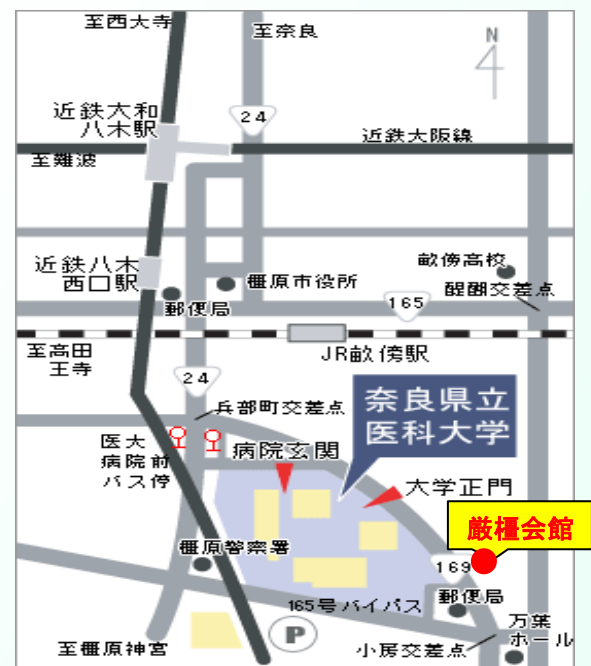 至西大寺
至奈良
N
24
近鉄大和
八木駅
近鉄大阪線
至難波
近鉄八木
西口駅
橿原市役所
畝傍高校
醍醐交差点
郵便局
165
至高田
王寺
JR畝傍駅
24
兵部町交差点
奈良県立
医科大学
医大
病院前
バス停
病院玄関
大学正門
厳橿会館
橿原警察署
169
165号バイパス
郵便局
万葉
ホール
P
至橿原神宮
小房交差点